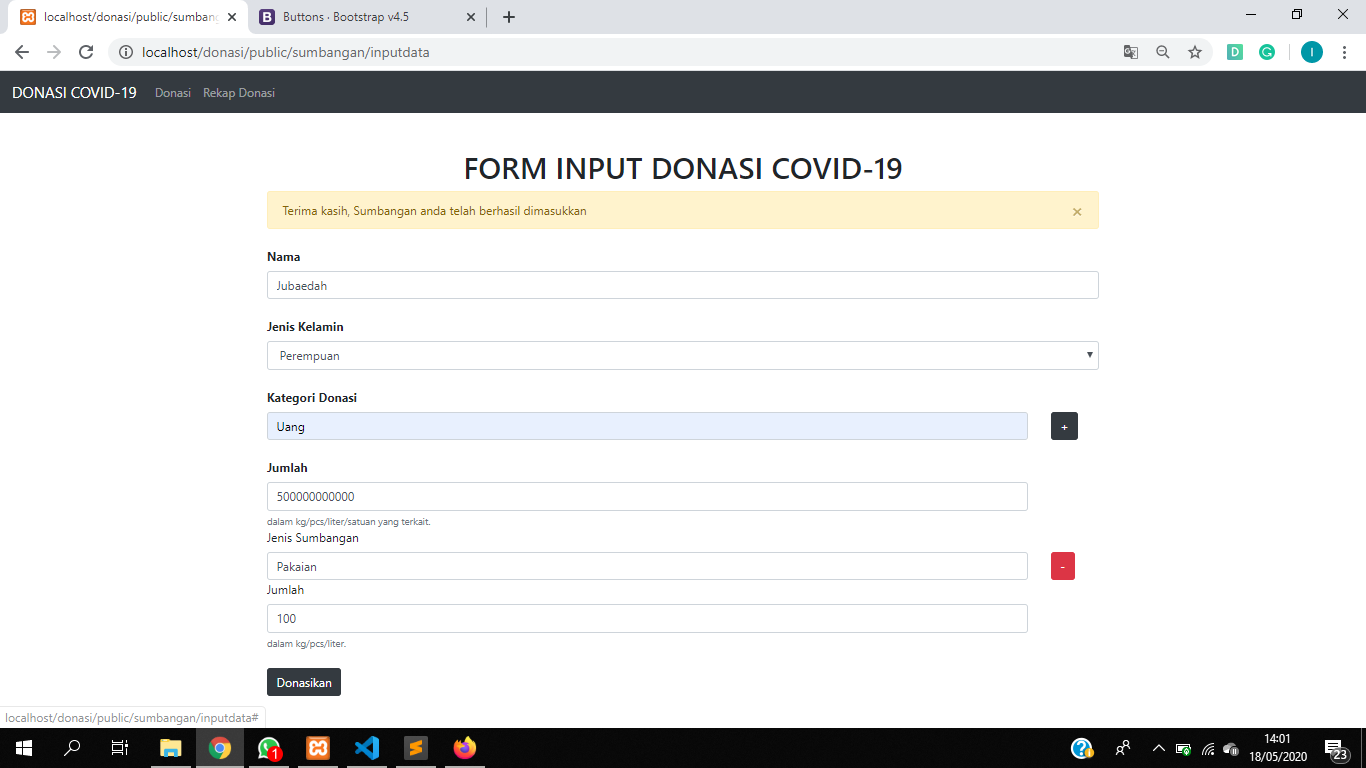 localhost/donasi/public/sumbang
Buttons · Bootstrap v4.5
localhost/donasi/public/sumbangan/inputdata
DONASI COVID-19 Donasi Rekap Donasi
FORM INPUT DONASI COVID-19
Terima kasih, Sumbangan anda telah berhasil dimasukkan ×
Nama
Jubaedah
Jenis Kelamin
Perempuan
Kategori Donasi
Uang +
Jumlah
500000000000
dalam kg/pcs/liter/satuan yang terkait.
Jenis Sumbangan
Pakaian -
Jumlah
100
dalam kg/pcs/liter.
Donasikan
localhost/donasi/public/sumbangan/inputdata#
1
14:01
18/05/2020
23